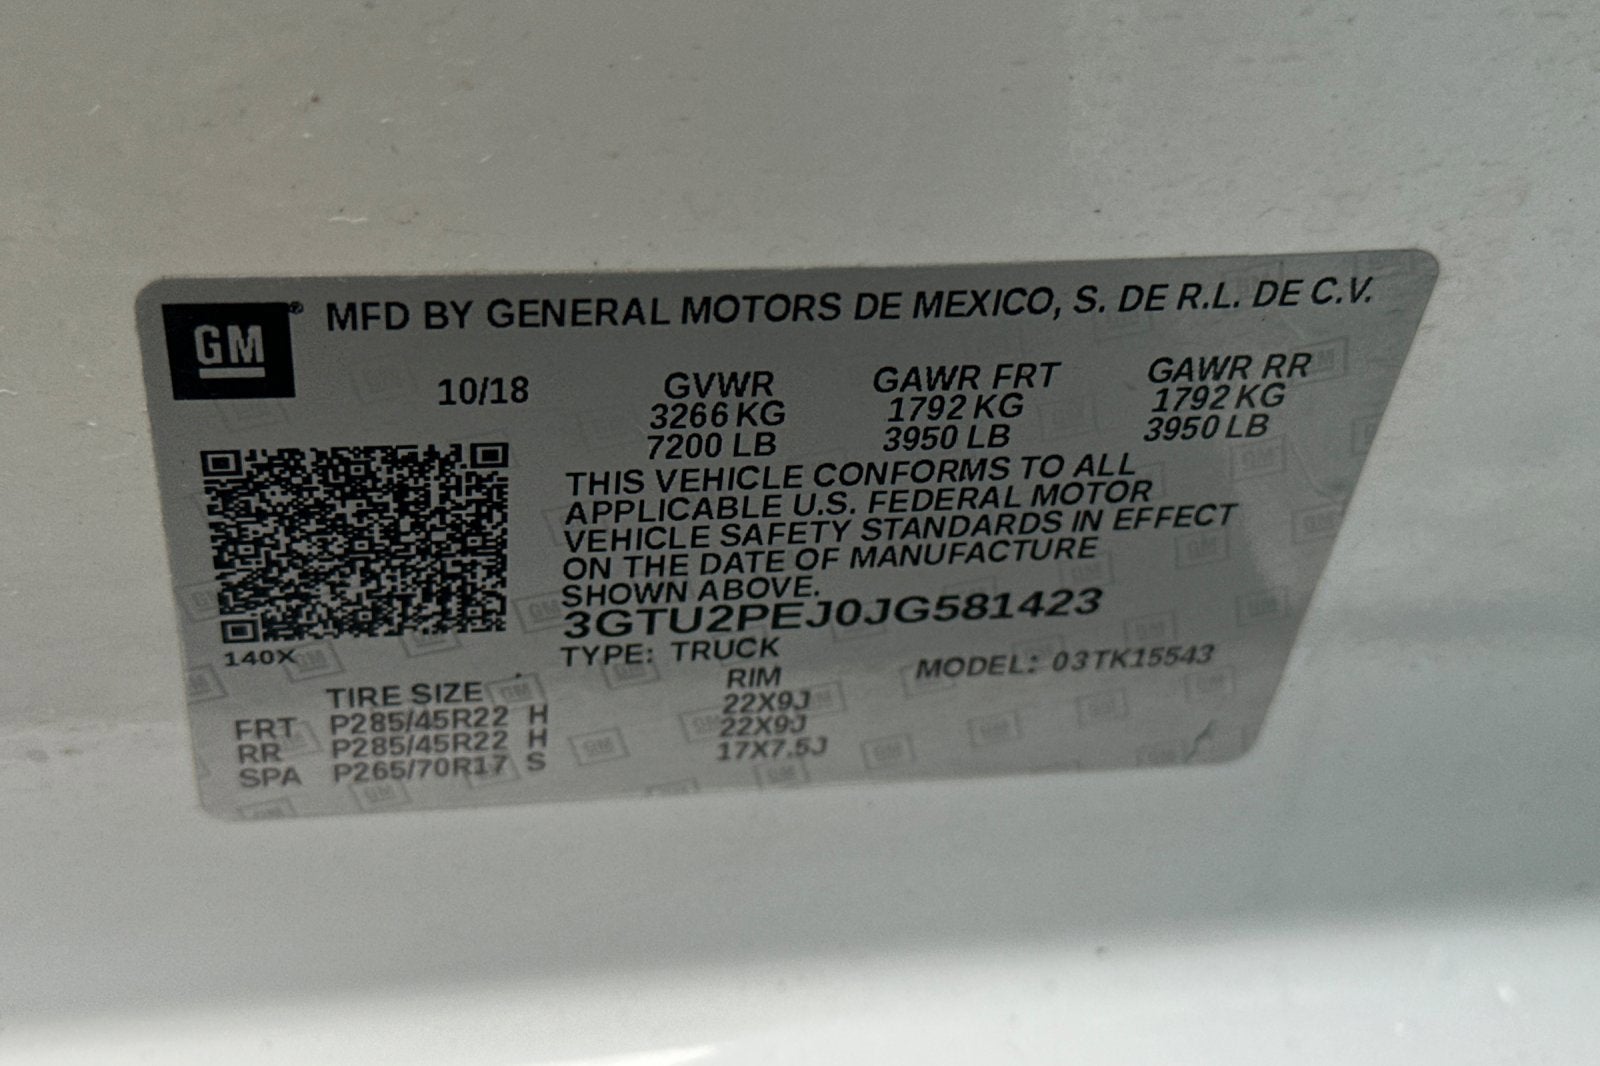 GM® MFD BY GENERAL MOTORS DE MEXICO, S. DE R.L. DE C.V.
10/18 GVWR GAWR FRT GAWR RR
3266 KG 1792 KG 1792 KG
7200 LB 3950 LB 3950 LB
THIS VEHICLE CONFORMS TO ALL
APPLICABLE U.S. FEDERAL MOTOR
VEHICLE SAFETY STANDARDS IN EFFECT
ON THE DATE OF MANUFACTURE
SHOWN ABOVE.
3GTU2PEJ0JG581423
140X TYPE: TRUCK MODEL: 03TK15543
TIRE SIZE RIM
FRT P285/45R22 H 22X9J
RR P285/45R22 H 22X9J
SPA P265/70R17 S 17X7.5J